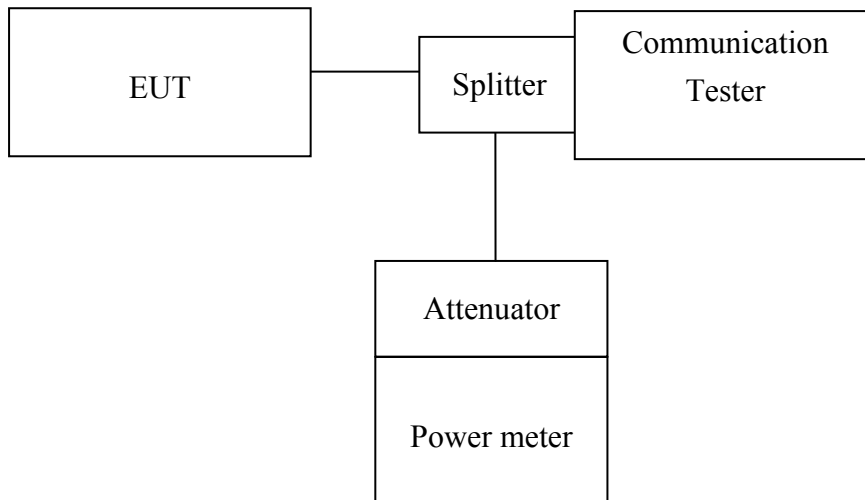 EUT
Splitter
Communication
Tester
Attenuator
Power meter